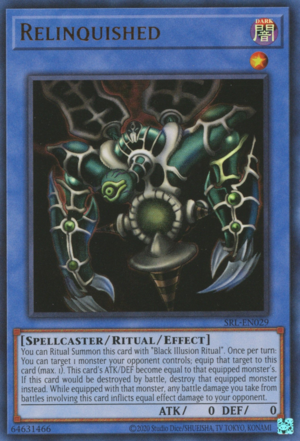 RELINQUISHED
DARK
闇
SRL-EN029
[SPELLCASTER/RITUAL/EFFECT]
You can Ritual Summon this card with "Black Illusion Ritual". Once per turn:
You can target 1 monster your opponent controls; equip that target to this
card (max. 1). This card's ATK/DEF become equal to that equipped monster's.
If this card would be destroyed by battle, destroy that equipped monster
instead. While equipped with that monster, any battle damage you take from
battles involving this card inflicts equal effect damage to your opponent.
ATK/ 0 DEF/ 0
64631466
©2020 Studio Dice/SHUEISHA, TV TOKYO, KONAMI